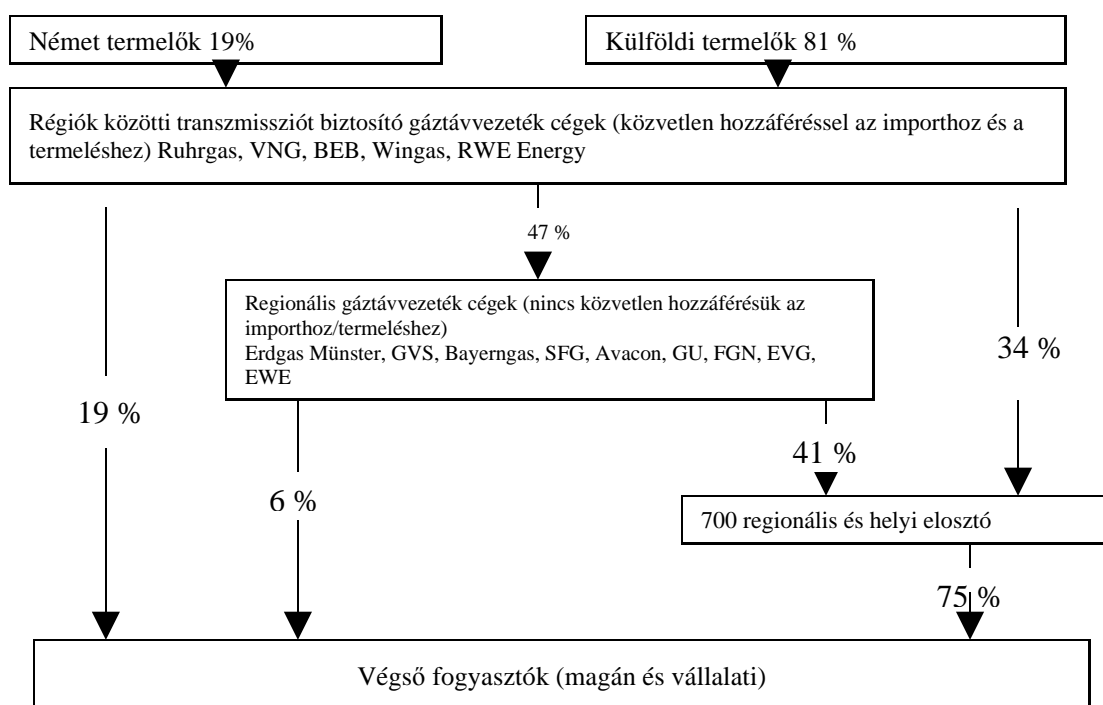 Német termelők 19%
Külföldi termelők 81 %
Régiók közötti transzmissziót biztosító gáztávvezeték cégek (közvetlen hozzáféréssel az importhoz és a
termeléshez) Ruhrgas, VNG, BEB, Wingas, RWE Energy
47 %
Regionális gáztávvezeték cégek (nincs közvetlen hozzáférésük az
importhoz/termeléshez)
Erdgas Münster, GVS, Bayerngas, SFG, Avacon, GU, FGN, EVG,
EWE
34 %
19 %
41 %
6 %
700 regionális és helyi elosztó
75 %
Végső fogyasztók (magán és vállalati)